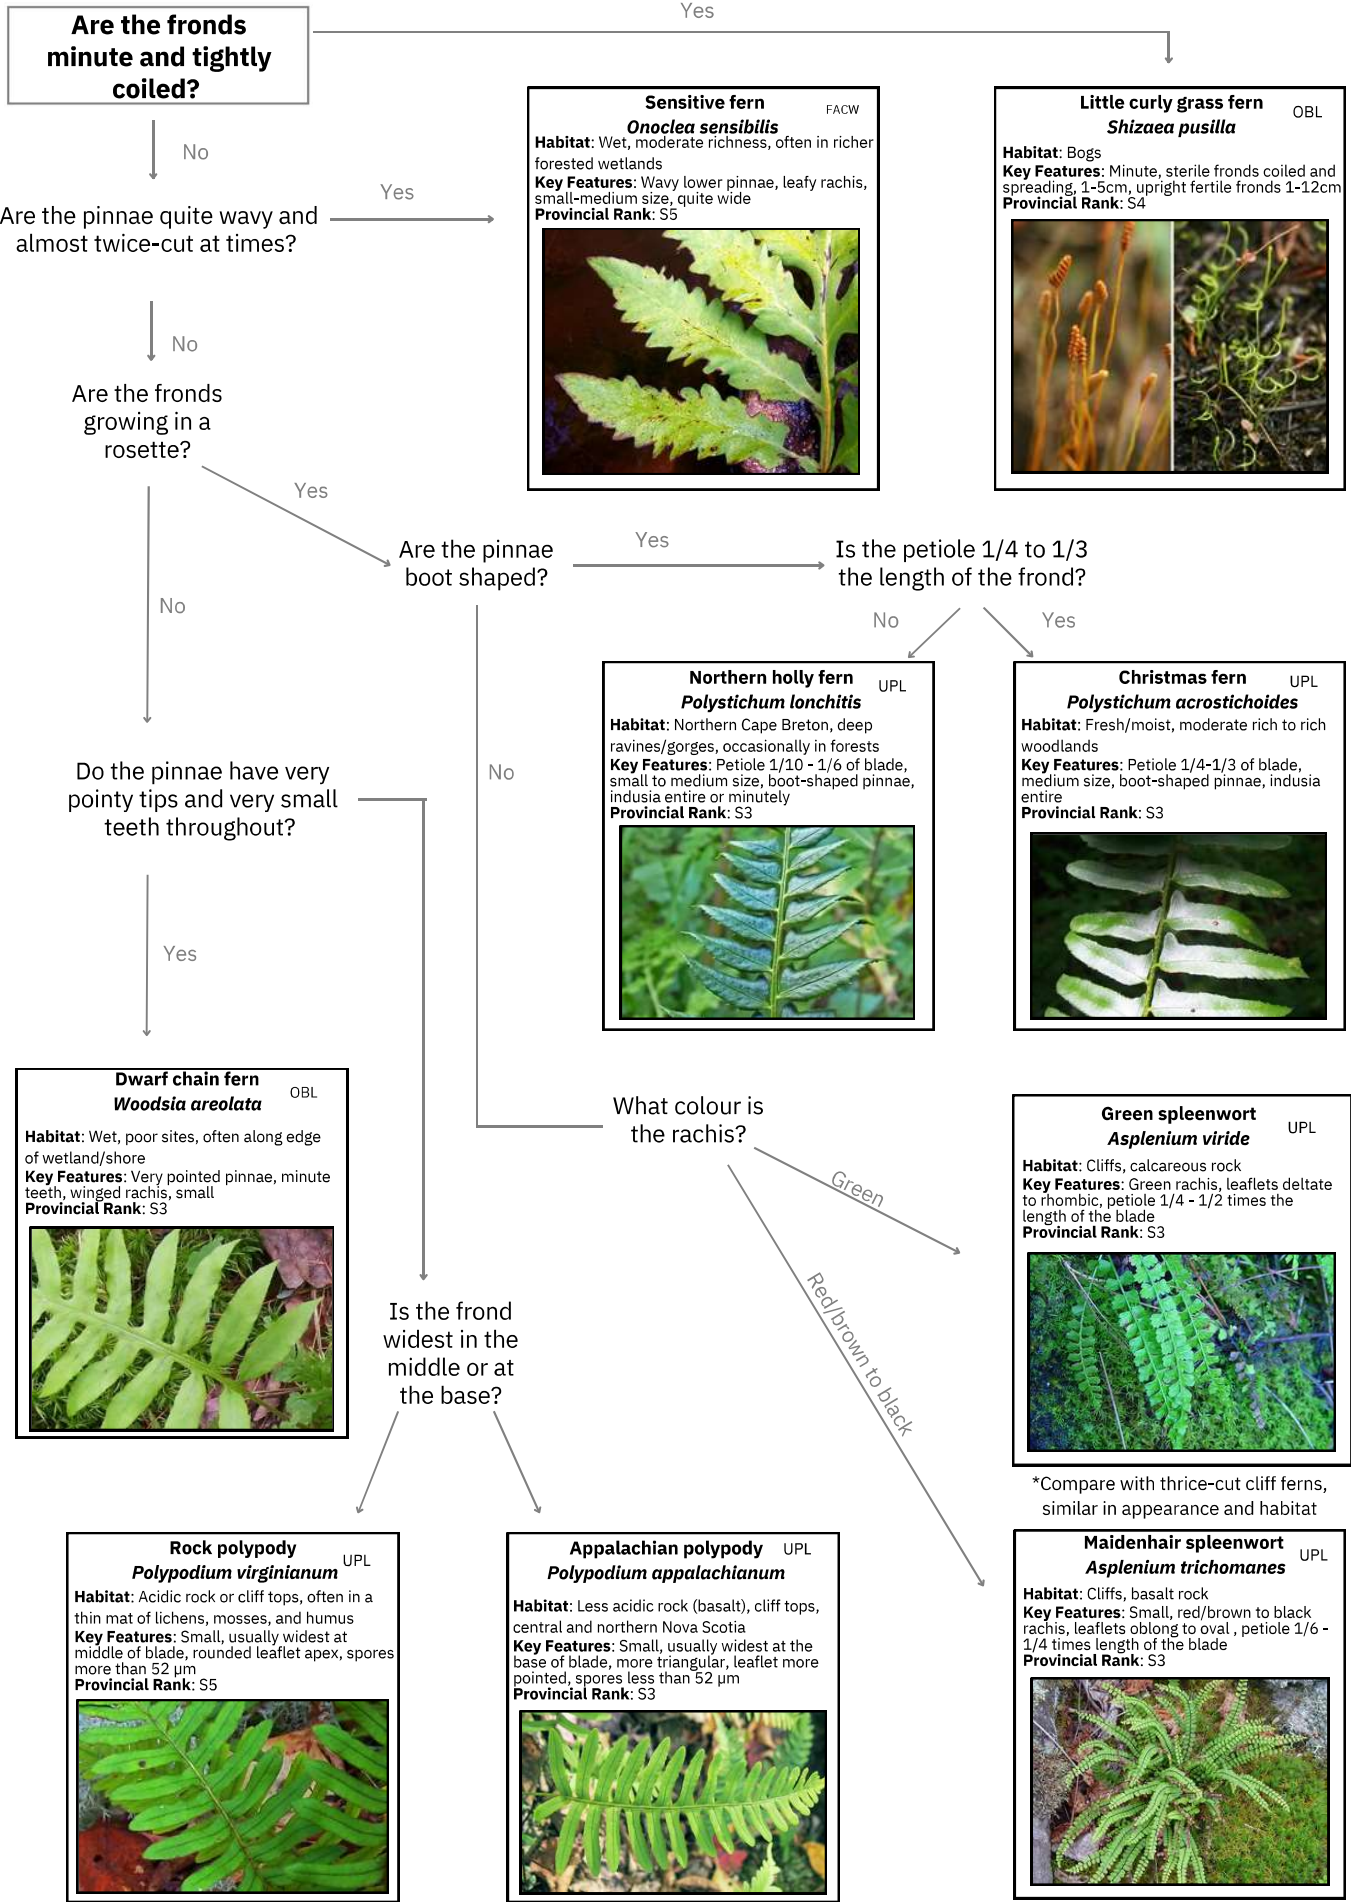 Are the fronds
minute and tightly
coiled?
Yes
No
Sensitive fern
FACW
Onoclea sensibilis
Habitat: Wet, moderate richness, often in richer
forested wetlands
Key Features: Wavy lower pinnae, leafy rachis,
small-medium size, quite wide
Provincial Rank: S5
Little curly grass fern
OBL
Shizaea pusilla
Habitat: Bogs
Key Features: Minute, sterile fronds coiled and
spreading, 1-5cm, upright fertile fronds 1-12cm
Provincial Rank: S4
Are the pinnae quite wavy and
almost twice-cut at times?
Yes
No
Are the fronds
growing in a
rosette?
Yes
No
Are the pinnae
boot shaped?
Yes
No
Is the petiole 1/4 to 1/3
the length of the frond?
No
Yes
Northern holly fern
UPL
Polystichum lonchitis
Habitat: Northern Cape Breton, deep
ravines/gorges, occasionally in forests
Key Features: Petiole 1/10 - 1/6 of blade,
small to medium size, boot-shaped pinnae,
indusia entire or minutely
Provincial Rank: S3
Christmas fern
UPL
Polystichum acrostichoides
Habitat: Fresh/moist, moderate rich to rich
woodlands
Key Features: Petiole 1/4-1/3 of blade,
medium size, boot-shaped pinnae, indusia
entire
Provincial Rank: S3
Do the pinnae have very
pointy tips and very small
teeth throughout?
Yes
Dwarf chain fern
OBL
Woodsia areolata
Habitat: Wet, poor sites, often along edge
of wetland/shore
Key Features: Very pointed pinnae, minute
teeth, winged rachis, small
Provincial Rank: S3
What colour is
the rachis?
Green
Red/brown to black
Green spleenwort
UPL
Asplenium viride
Habitat: Cliffs, calcareous rock
Key Features: Green rachis, leaflets deltate
to rhombic, petiole 1/4 - 1/2 times the
length of the blade
Provincial Rank: S3
*Compare with thrice-cut cliff ferns,
similar in appearance and habitat
Is the frond
widest in the
middle or at
the base?
Rock polypody
UPL
Polypodium virginianum
Habitat: Acidic rock or cliff tops, often in a
thin mat of lichens, mosses, and humus
Key Features: Small, usually widest at
middle of blade, rounded leaflet apex, spores
more than 52 µm
Provincial Rank: S5
Appalachian polypody
UPL
Polypodium appalachianum
Habitat: Less acidic rock (basalt), cliff tops,
central and northern Nova Scotia
Key Features: Small, usually widest at the
base of blade, more triangular, leaflet more
pointed, spores less than 52 µm
Provincial Rank: S3
Maidenhair spleenwort
UPL
Asplenium trichomanes
Habitat: Cliffs, basalt rock
Key Features: Small, red/brown to black
rachis, leaflets oblong to oval , petiole 1/6 -
1/4 times length of the blade
Provincial Rank: S3